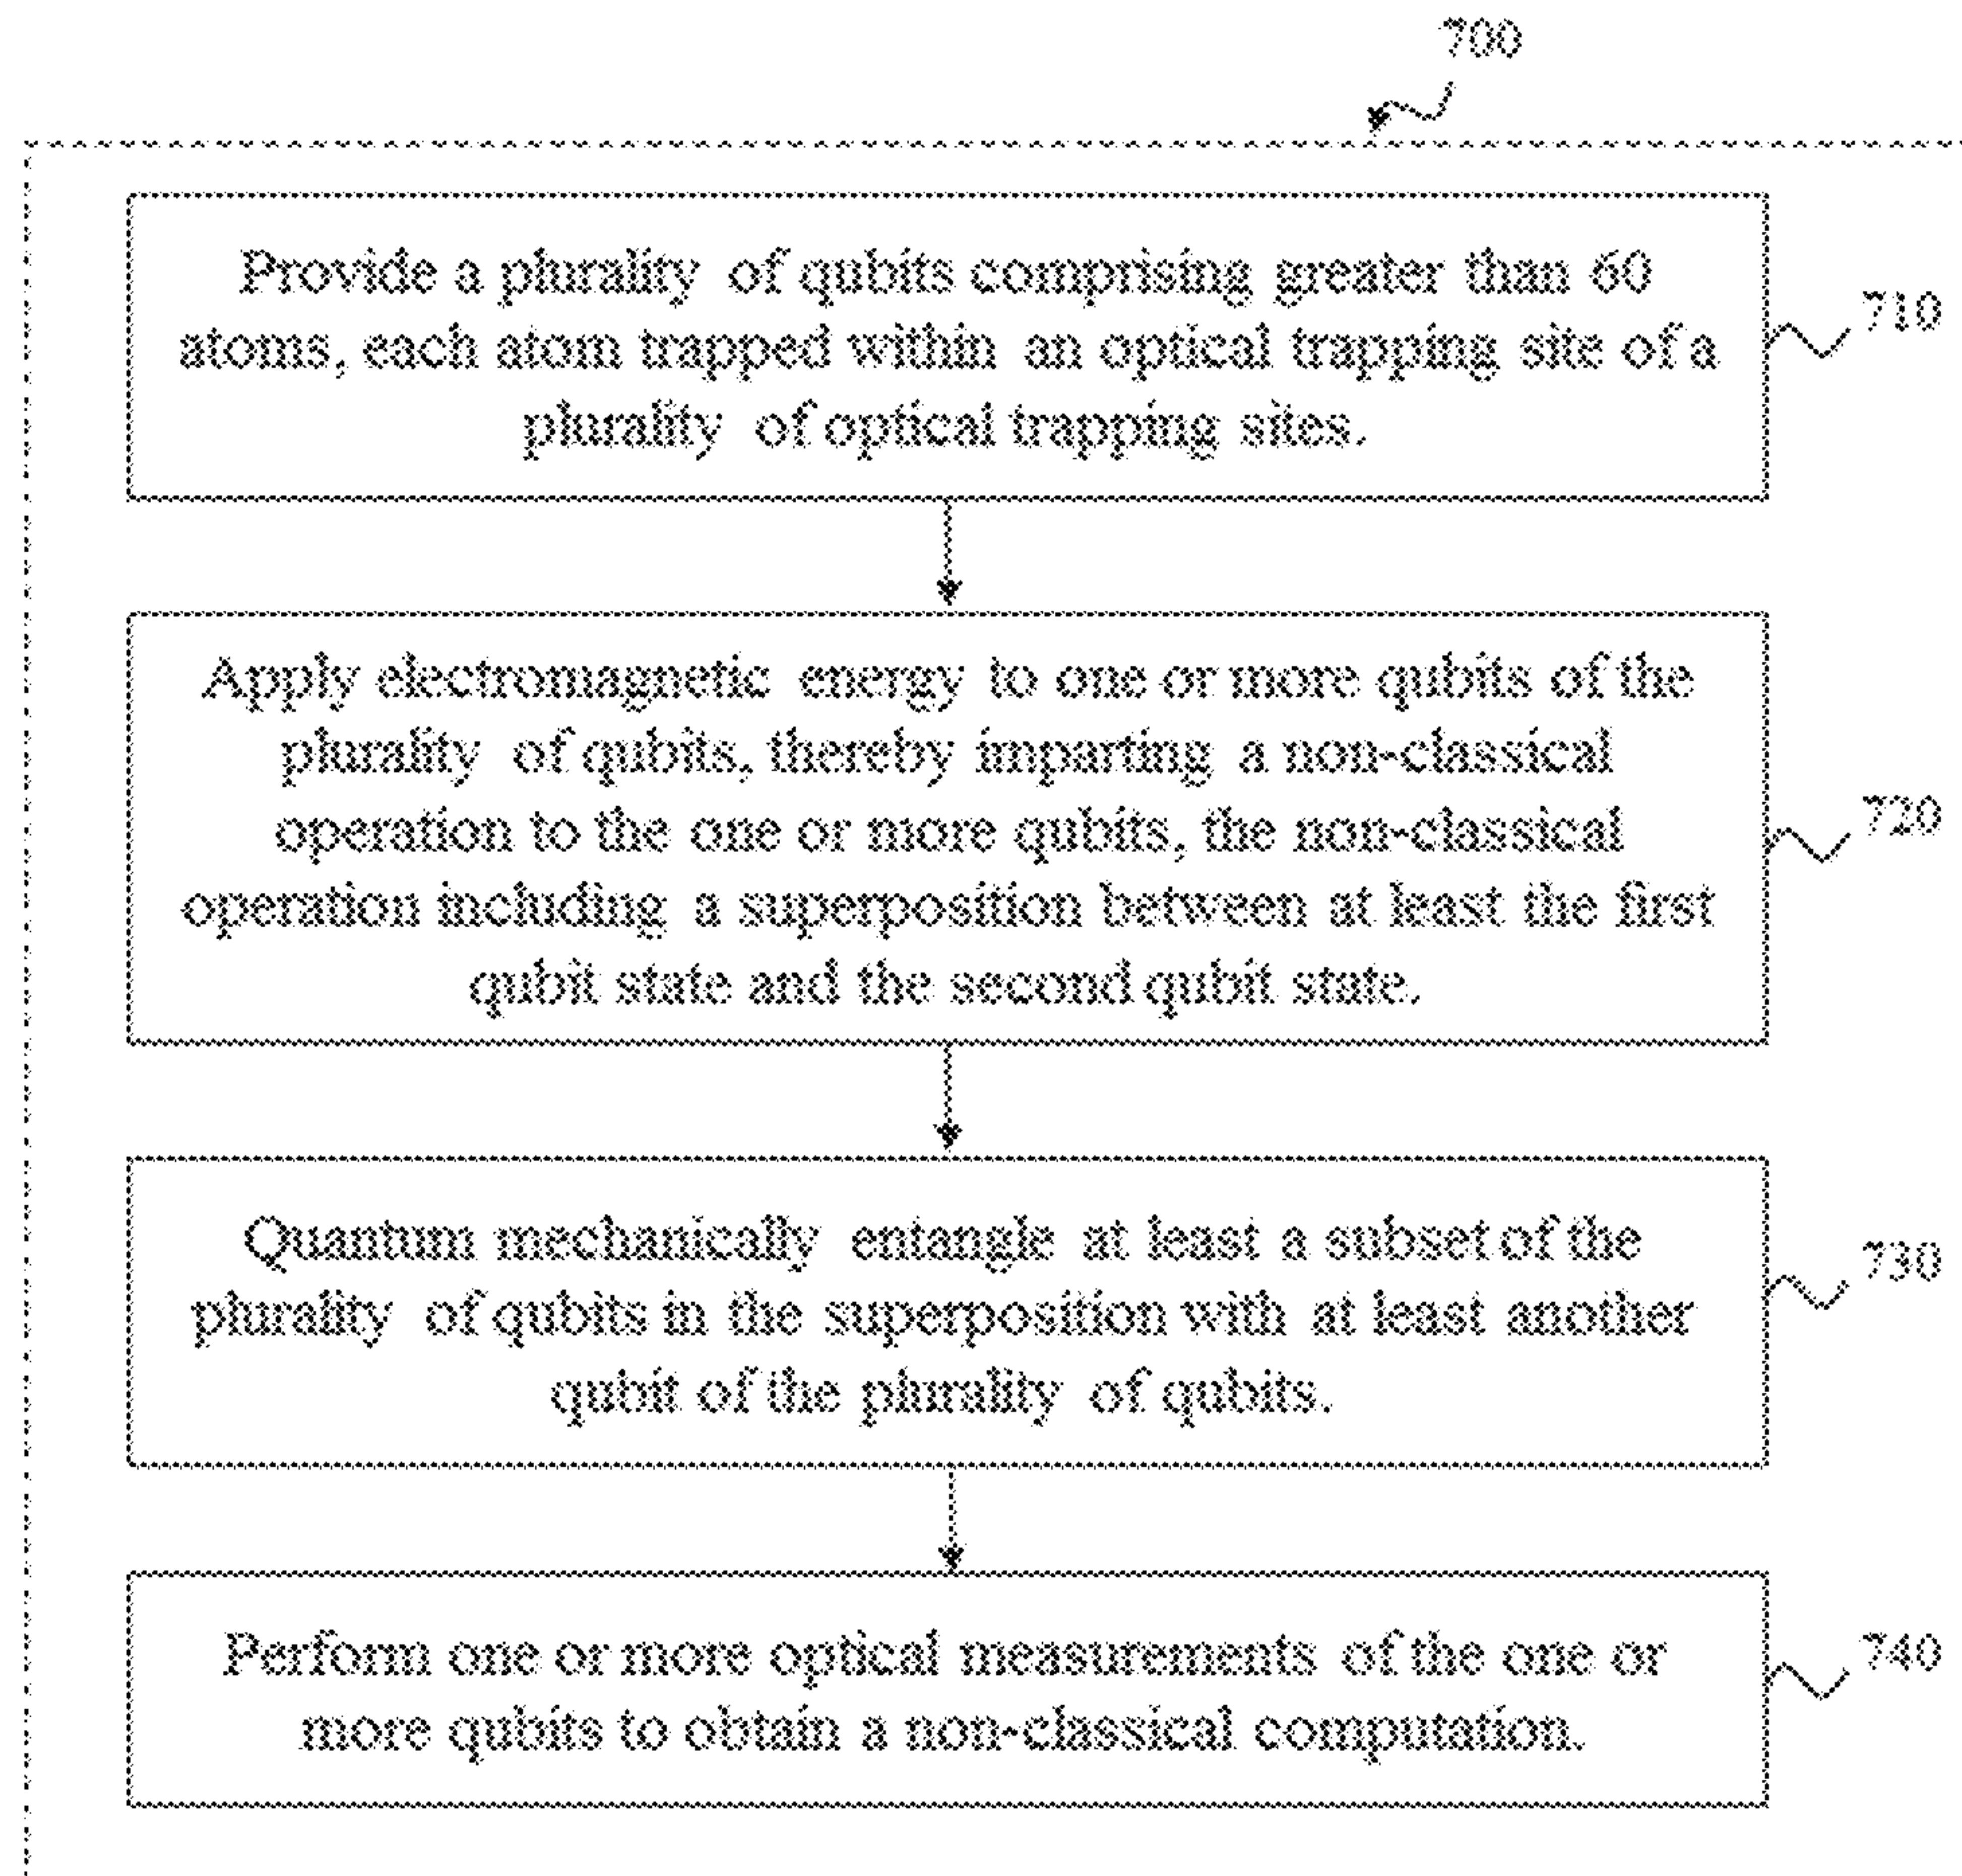 700
Provide a plurality of qubits comprising greater than 60
atoms, each atom trapped within an optical trapping site of a
plurality of optical trapping sites.
710
Apply electromagnetic energy to one or more qubits of the
plurality of qubits, thereby imparting a non-classical
operation to the one or more qubits, the non-classical
operation including a superposition between at least the first
qubit state and the second qubit state.
720
Quantum mechanically entangle at least a subset of the
plurality of qubits in the superposition with at least another
qubit of the plurality of qubits.
730
Perform one or more optical measurements of the one or
more qubits to obtain a non-classical computation.
740